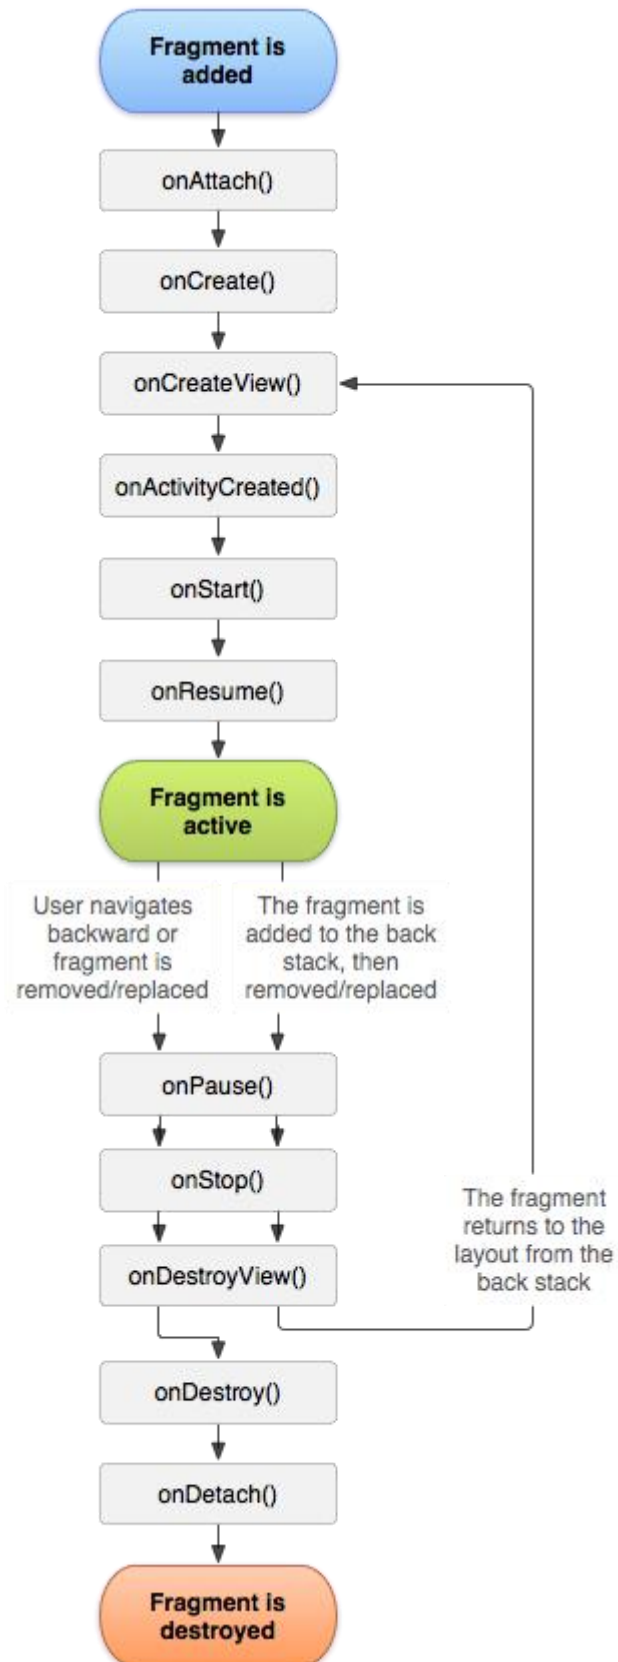 Fragment is
added
onAttach()
onCreate()
onCreateView()
onActivityCreated()
onStart()
onResume()
Fragment is
active
User navigates
backward or
fragment is
removed/replaced
The fragment is
added to the back
stack, then
removed/replaced
onPause()
onStop()
onDestroyView()
The fragment
returns to the
layout from the
back stack
onDestroy()
onDetach()
Fragment is
destroyed